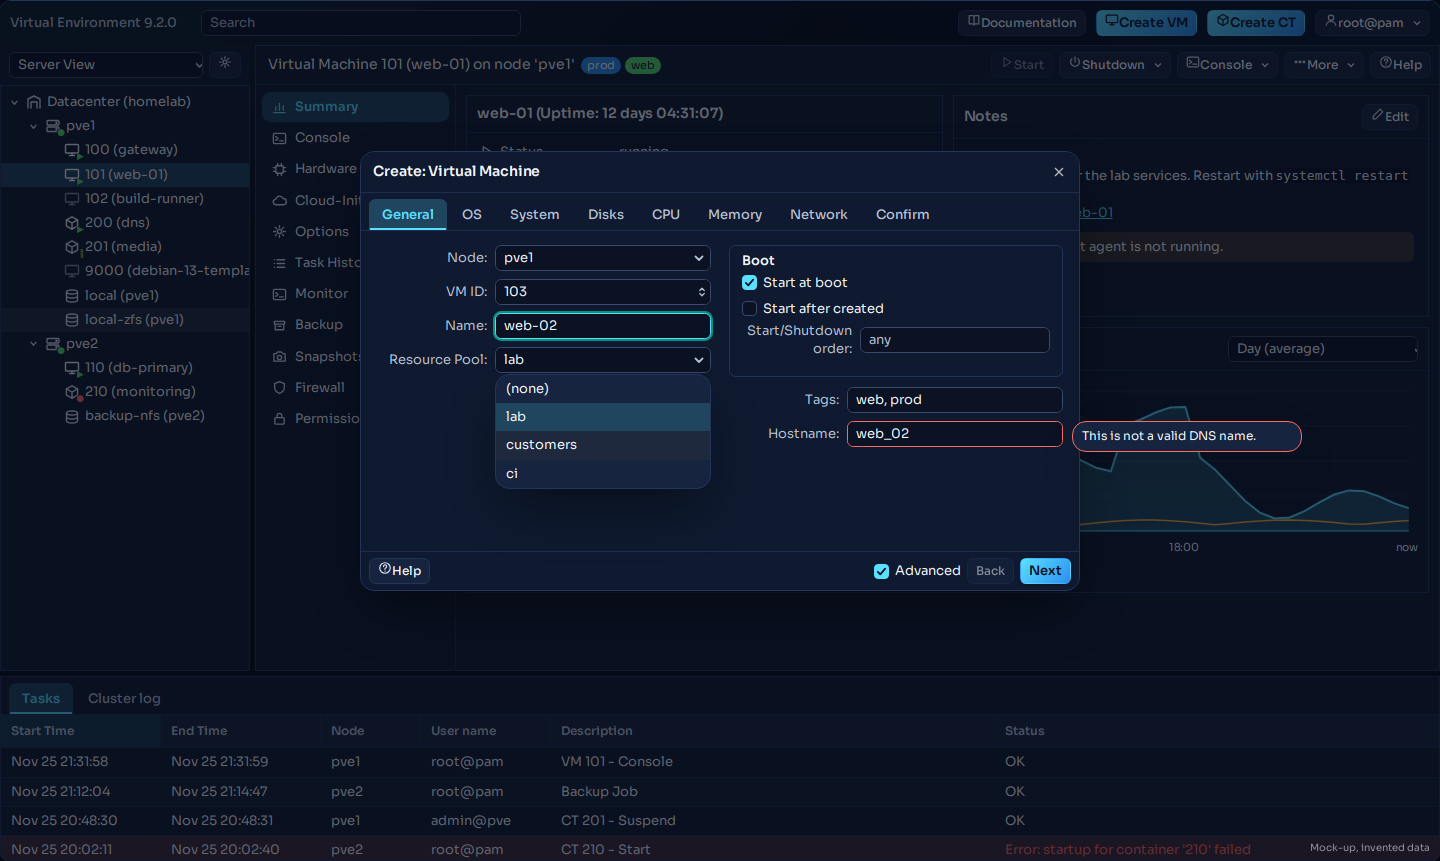 Virtual Environment 9.2.0
Search
Documentation
Create VM
Create CT
root@pam
Server View
Virtual Machine 101 (web-01) on node 'pve1' prod web
Start
Shutdown
Console
More
Help
Datacenter (homelab)
pve1
100 (gateway)
101 (web-01)
102 (build-runner)
200 (dns)
201 (media)
9000 (debian-13-templa
local (pve1)
local-zfs (pve1)
pve2
110 (db-primary)
210 (monitoring)
backup-nfs (pve2)
Summary
Console
Hardware
Cloud-Init
Options
Task Histo
Monitor
Backup
Snapshots
Firewall
Permissio
web-01 (Uptime: 12 days 04:31:07)
Status running
Notes
Edit
r the lab services. Restart with systemctl restart
eb-01
t agent is not running.
Day (average)
18:00
now
Create: Virtual Machine
General
OS
System
Disks
CPU
Memory
Network
Confirm
Node: pve1
VM ID: 103
Name: web-02
Resource Pool: lab
(none)
lab
customers
ci
Boot
Start at boot
Start after created
Start/Shutdown
order:
any
Tags: web, prod
Hostname: web_02
This is not a valid DNS name.
Help
Advanced
Back
Next
Tasks
Cluster log
Start Time End Time Node User name Description Status
Nov 25 21:31:58 Nov 25 21:31:59 pve1 root@pam VM 101 - Console OK
Nov 25 21:12:04 Nov 25 21:14:47 pve2 root@pam Backup Job OK
Nov 25 20:48:30 Nov 25 20:48:31 pve1 admin@pve CT 201 - Suspend OK
Nov 25 20:02:11 Nov 25 20:02:40 pve2 root@pam CT 210 - Start Error: startup for container '210' failed
Mock-up, invented data